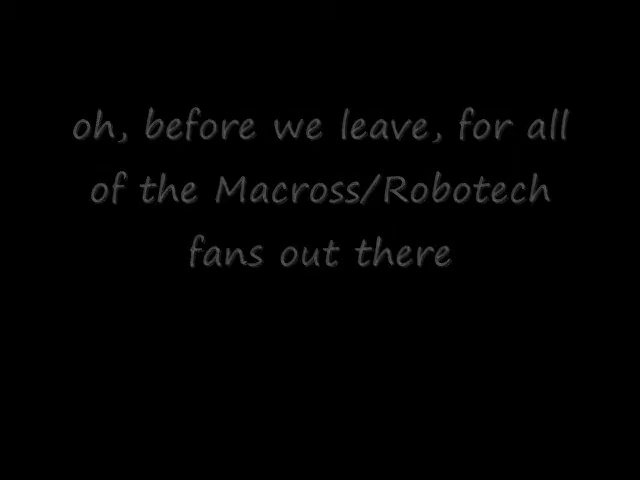 oh, before we leave, for all
of the Macross/Robotech
fans out there